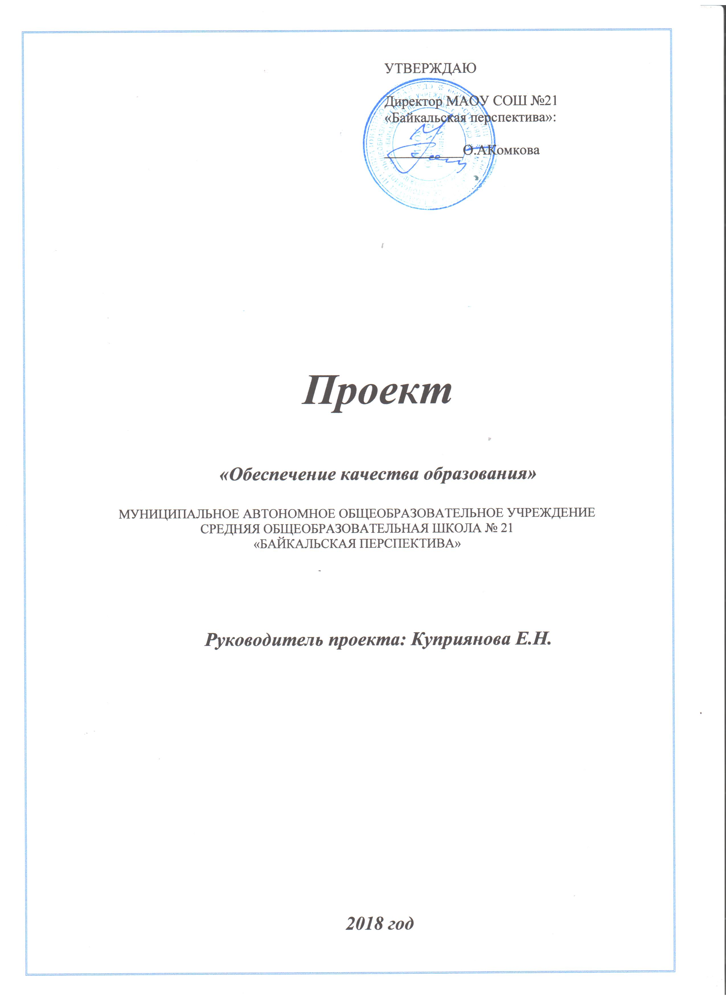 УТВЕРЖДАЮ
Директор МАОУ СОШ №21
«Байкальская перспектива»:
______________О.АКомкова
Проект
«Обеспечение качества образования»
МУНИЦИПАЛЬНОЕ АВТОНОМНОЕ ОБЩЕОБРАЗОВАТЕЛЬНОЕ УЧРЕЖДЕНИЕ
СРЕДНЯЯ ОБЩЕОБРАЗОВАТЕЛЬНАЯ ШКОЛА № 21
«БАЙКАЛЬСКАЯ ПЕРСПЕКТИВА»
Руководитель проекта: Куприянова Е.Н.
2018 год